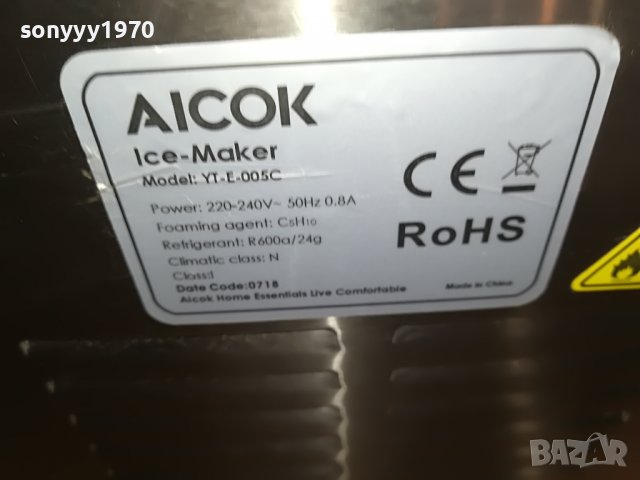 sonyyy1970
AICOK
Ice-Maker
Model: YT-E-005C
Power: 220-240V~ 50Hz 0.8A
Foaming agent: C5H10
Refrigerant: R600a/24g
Climatic class: N
Class:I
Date Code:0718
Aicok Home Essentials Live Comfortable
CE
RoHS
Made in China
BAZAR